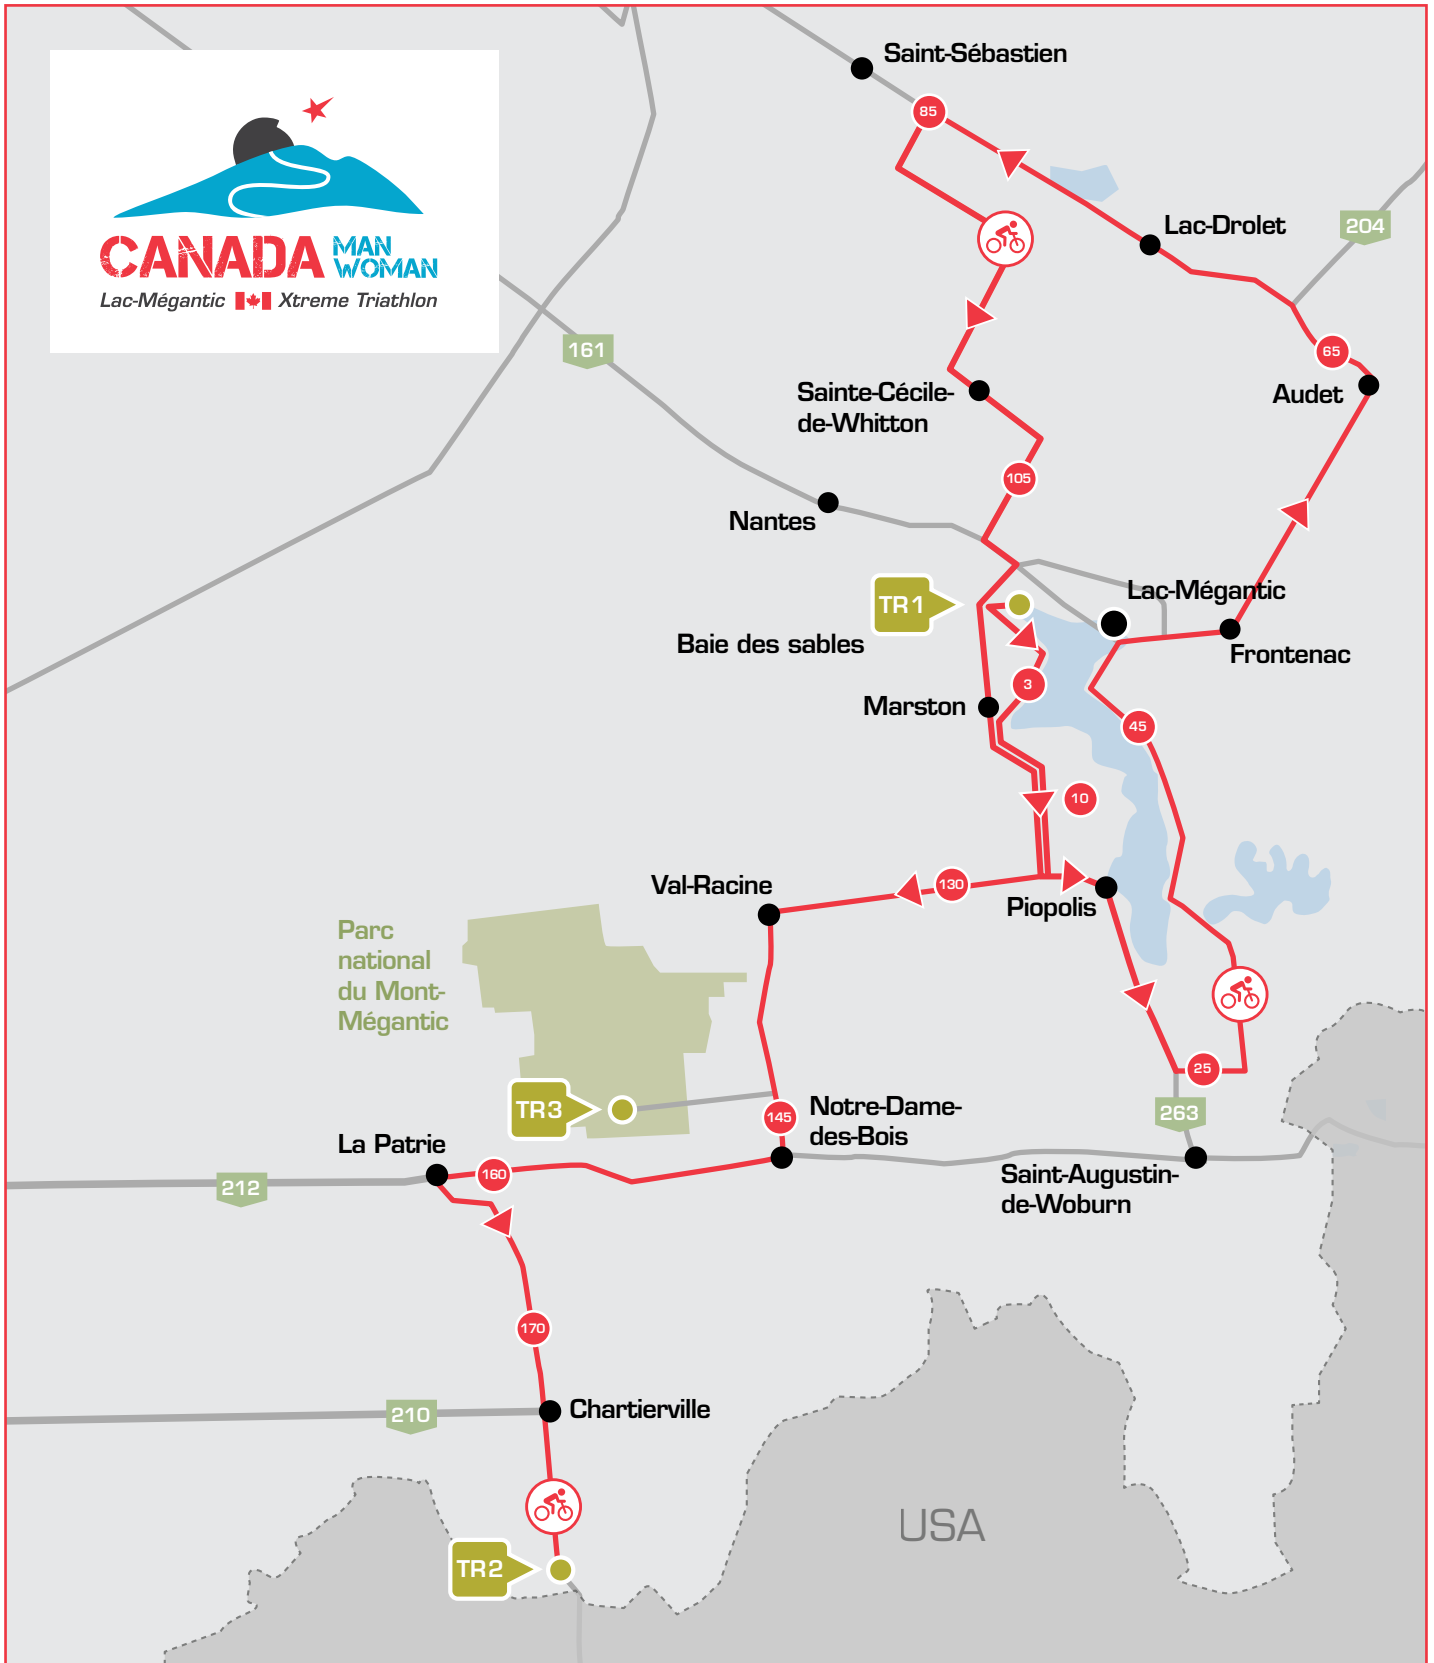 Saint-Sébastien
85
CANADA MAN
WOMAN
Lac-Mégantic Xtreme Triathlon
Lac-Drolet
204
161
65
Sainte-Cécile-
de-Whitton
Audet
105
Nantes
Lac-Mégantic
TR1
Baie des sables
Frontenac
3
Marston
45
10
Val-Racine
130
Piopolis
Parc
national
du Mont-
Mégantic
25
TR3
145
Notre-Dame-
des-Bois
263
La Patrie
160
212
Saint-Augustin-
de-Woburn
170
Chartierville
210
USA
TR2